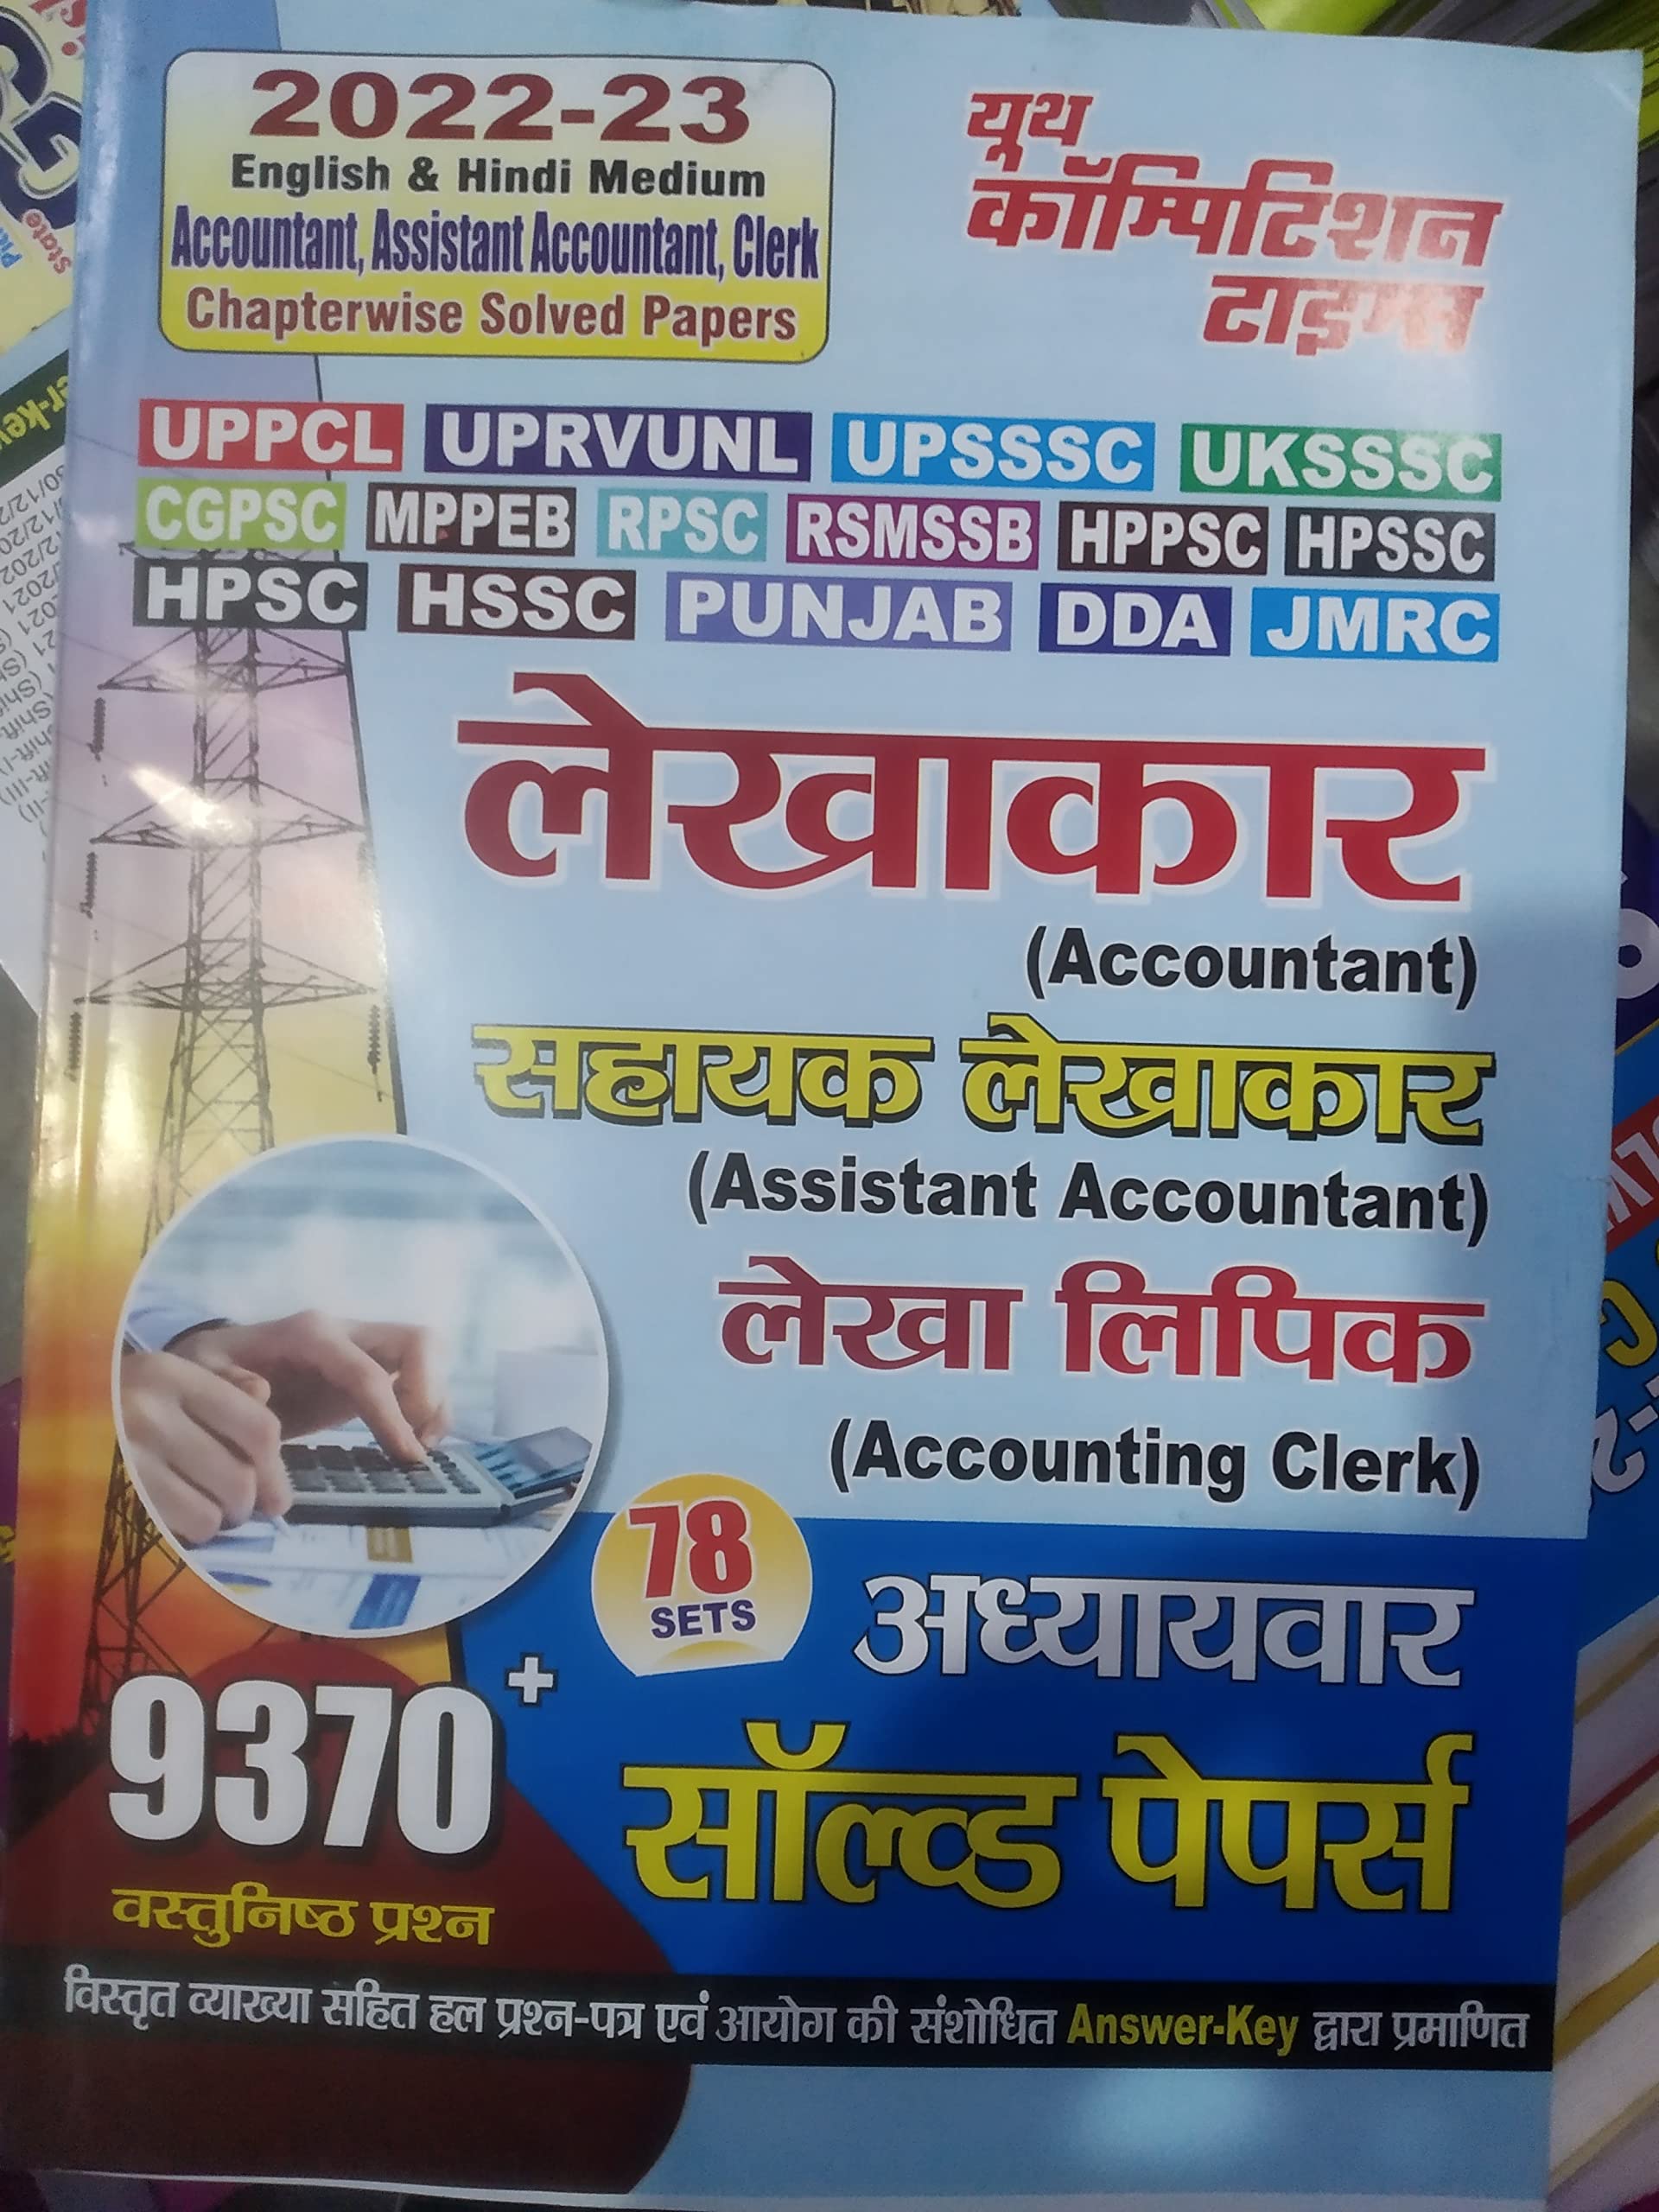 2022-23
English & Hindi Medium
Accountant, Assistant Accountant, Clerk
Chapterwise Solved Papers
यूथ
कॉम्पिटिशन
टाइम्स
UPPCL UPRVUNL UPSSSC UKSSSC
CGPSC MPPEB RPSC RSMSSB HPPSC HPSSC
HPSC HSSC PUNJAB DDA JMRC
लेखाकार
(Accountant)
सहायक लेखाकार
(Assistant Accountant)
लेखा लिपिक
(Accounting Clerk)
78
SETS
अध्यायवार
9370+
सॉल्व्ड पेपर्स
वस्तुनिष्ठ प्रश्न
विस्तृत व्याख्या सहित हल प्रश्न-पत्र एवं आयोग की संशोधित Answer-Key द्वारा प्रमाणित
State